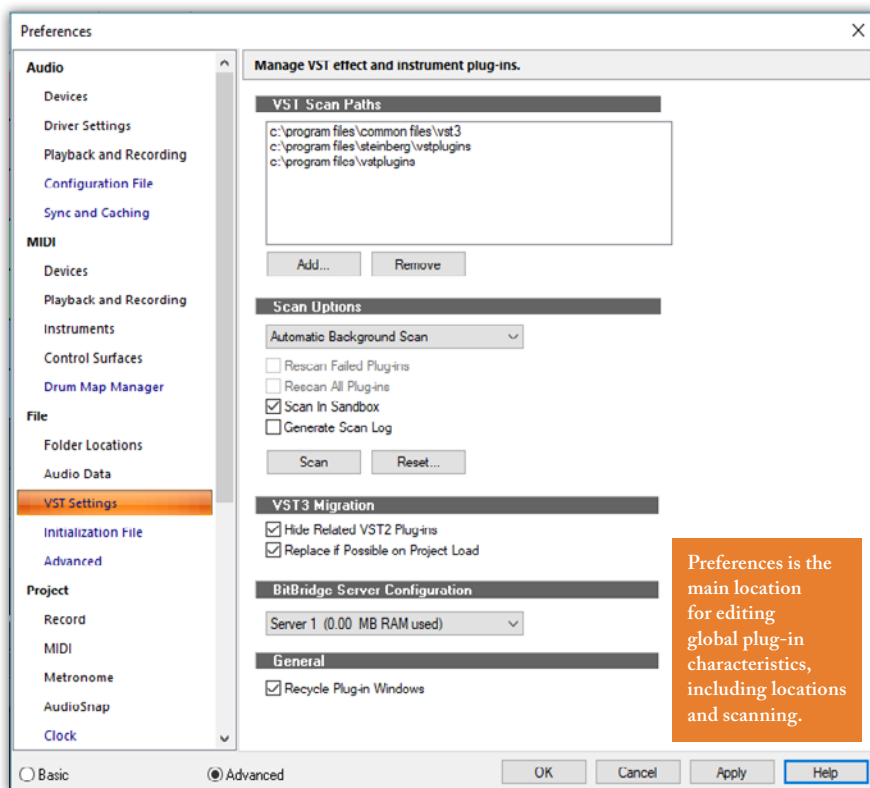 Preferences
Audio
Devices
Driver Settings
Playback and Recording
Configuration File
Sync and Caching
MIDI
Devices
Playback and Recording
Instruments
Control Surfaces
Drum Map Manager
File
Folder Locations
Audio Data
VST Settings
Initialization File
Advanced
Project
Record
MIDI
Metronome
AudioSnap
Clock
Manage VST effect and instrument plug-ins.
VST Scan Paths
c:\program files\common files\vst3
c:\program files\steinberg\vstplugins
c:\program files\vstplugins
Add... Remove
Scan Options
Automatic Background Scan
Rescan Failed Plug-ins
Rescan All Plug-ins
Scan In Sandbox
Generate Scan Log
Scan Reset...
VST3 Migration
Hide Related VST2 Plug-ins
Replace if Possible on Project Load
BitBridge Server Configuration
Server 1 (0.00 MB RAM used)
General
Recycle Plug-in Windows
Preferences is the
main location
for editing
global plug-in
characteristics,
including locations
and scanning.
Basic Advanced OK Cancel Apply Help